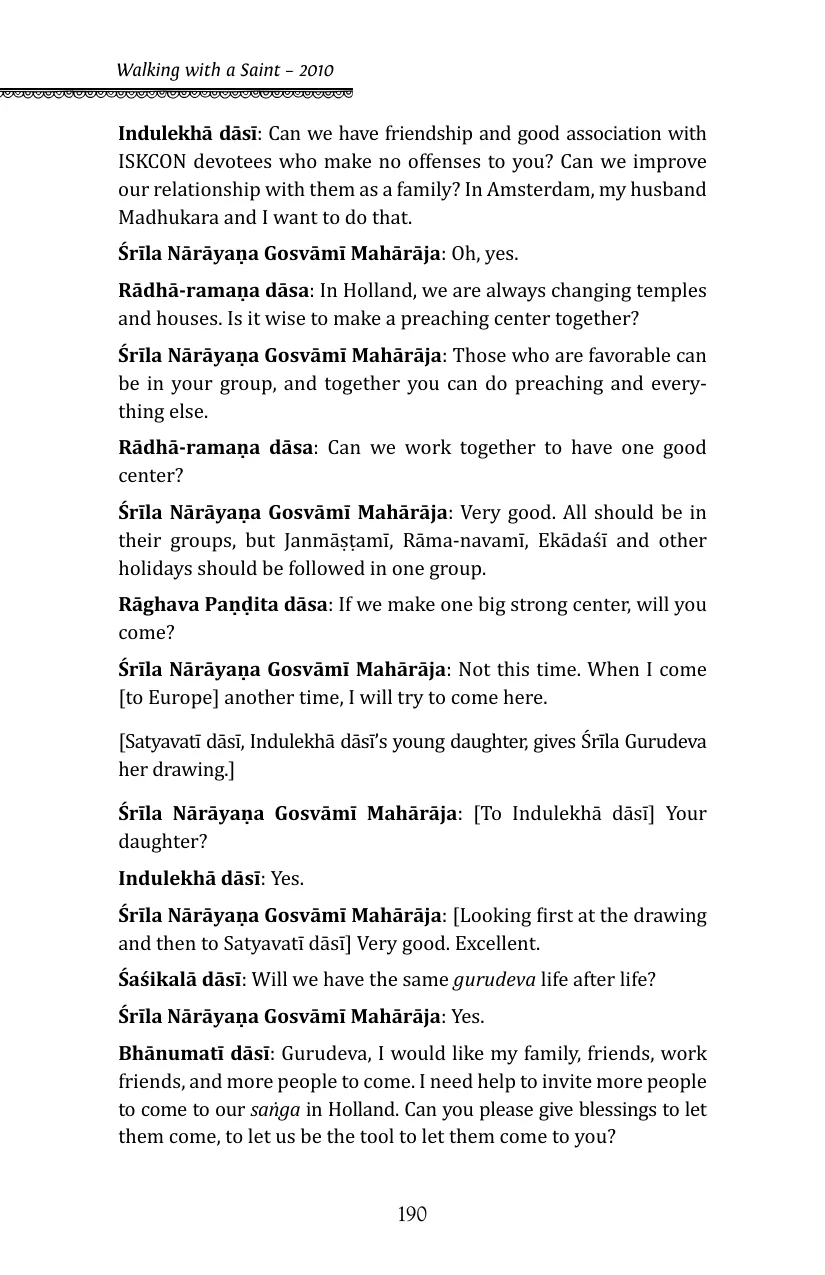 Walking with a Saint – 2010
Indulekhā dāsī: Can we have friendship and good association with
ISKCON devotees who make no offenses to you? Can we improve
our relationship with them as a family? In Amsterdam, my husband
Madhukara and I want to do that.
Śrīla Nārāyaṇa Gosvāmī Mahārāja: Oh, yes.
Rādhā-ramaṇa dāsa: In Holland, we are always changing temples
and houses. Is it wise to make a preaching center together?
Śrīla Nārāyaṇa Gosvāmī Mahārāja: Those who are favorable can
be in your group, and together you can do preaching and every-
thing else.
Rādhā-ramaṇa dāsa: Can we work together to have one good
center?
Śrīla Nārāyaṇa Gosvāmī Mahārāja: Very good. All should be in
their groups, but Janmāṣṭamī, Rāma-navamī, Ekādaśī and other
holidays should be followed in one group.
Rāghava Paṇḍita dāsa: If we make one big strong center, will you
come?
Śrīla Nārāyaṇa Gosvāmī Mahārāja: Not this time. When I come
[to Europe] another time, I will try to come here.
[Satyavatī dāsī, Indulekhā dāsī’s young daughter, gives Śrīla Gurudeva
her drawing.]
Śrīla Nārāyaṇa Gosvāmī Mahārāja: [To Indulekhā dāsī] Your
daughter?
Indulekhā dāsī: Yes.
Śrīla Nārāyaṇa Gosvāmī Mahārāja: [Looking first at the drawing
and then to Satyavatī dāsī] Very good. Excellent.
Śaśikalā dāsī: Will we have the same gurudeva life after life?
Śrīla Nārāyaṇa Gosvāmī Mahārāja: Yes.
Bhānumatī dāsī: Gurudeva, I would like my family, friends, work
friends, and more people to come. I need help to invite more people
to come to our saṅga in Holland. Can you please give blessings to let
them come, to let us be the tool to let them come to you?
190